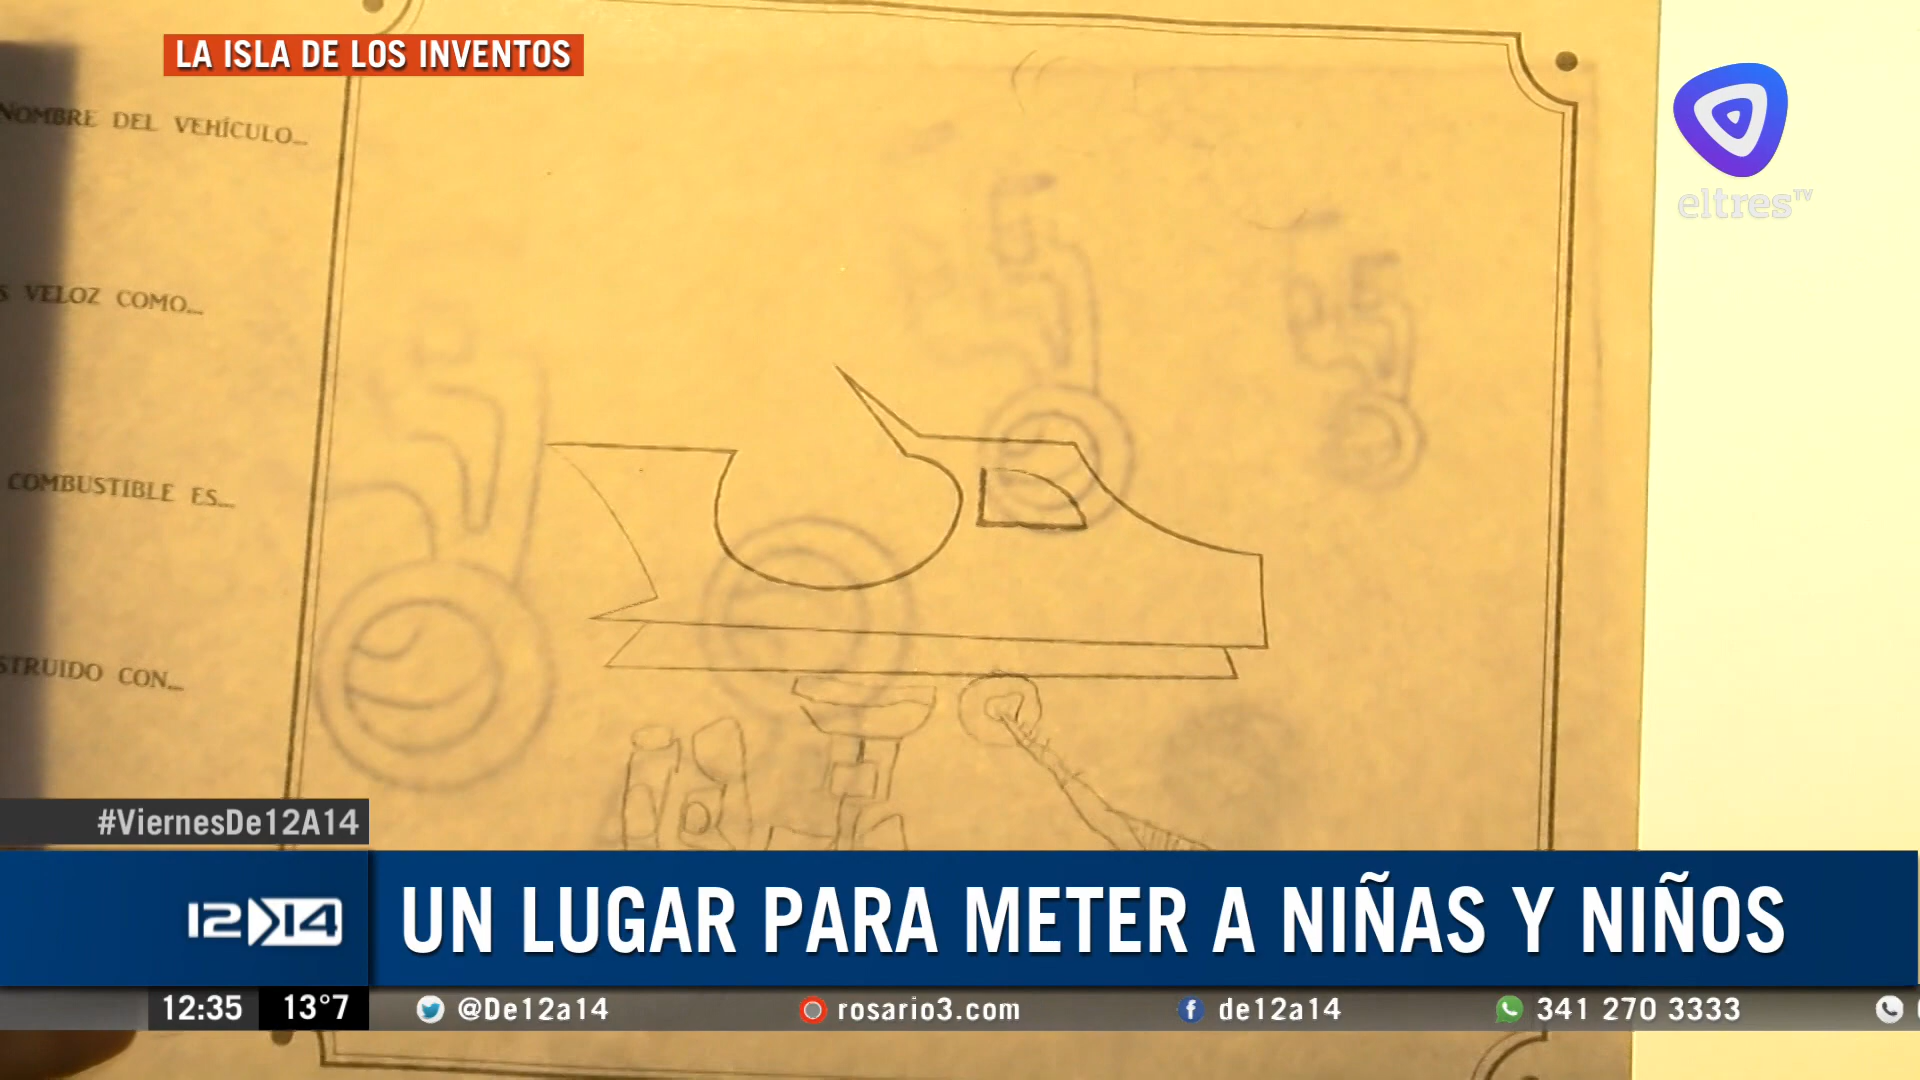 LA ISLA DE LOS INVENTOS
eltres TV
NOMBRE DEL VEHÍCULO...
VELOZ COMO...
COMBUSTIBLE ES...
STRUIDO CON...
#ViernesDe12A14
12 14
UN LUGAR PARA METER A NIÑAS Y NIÑOS
12:35 13°7 @De12a14 rosario3.com de12a14 341 270 3333